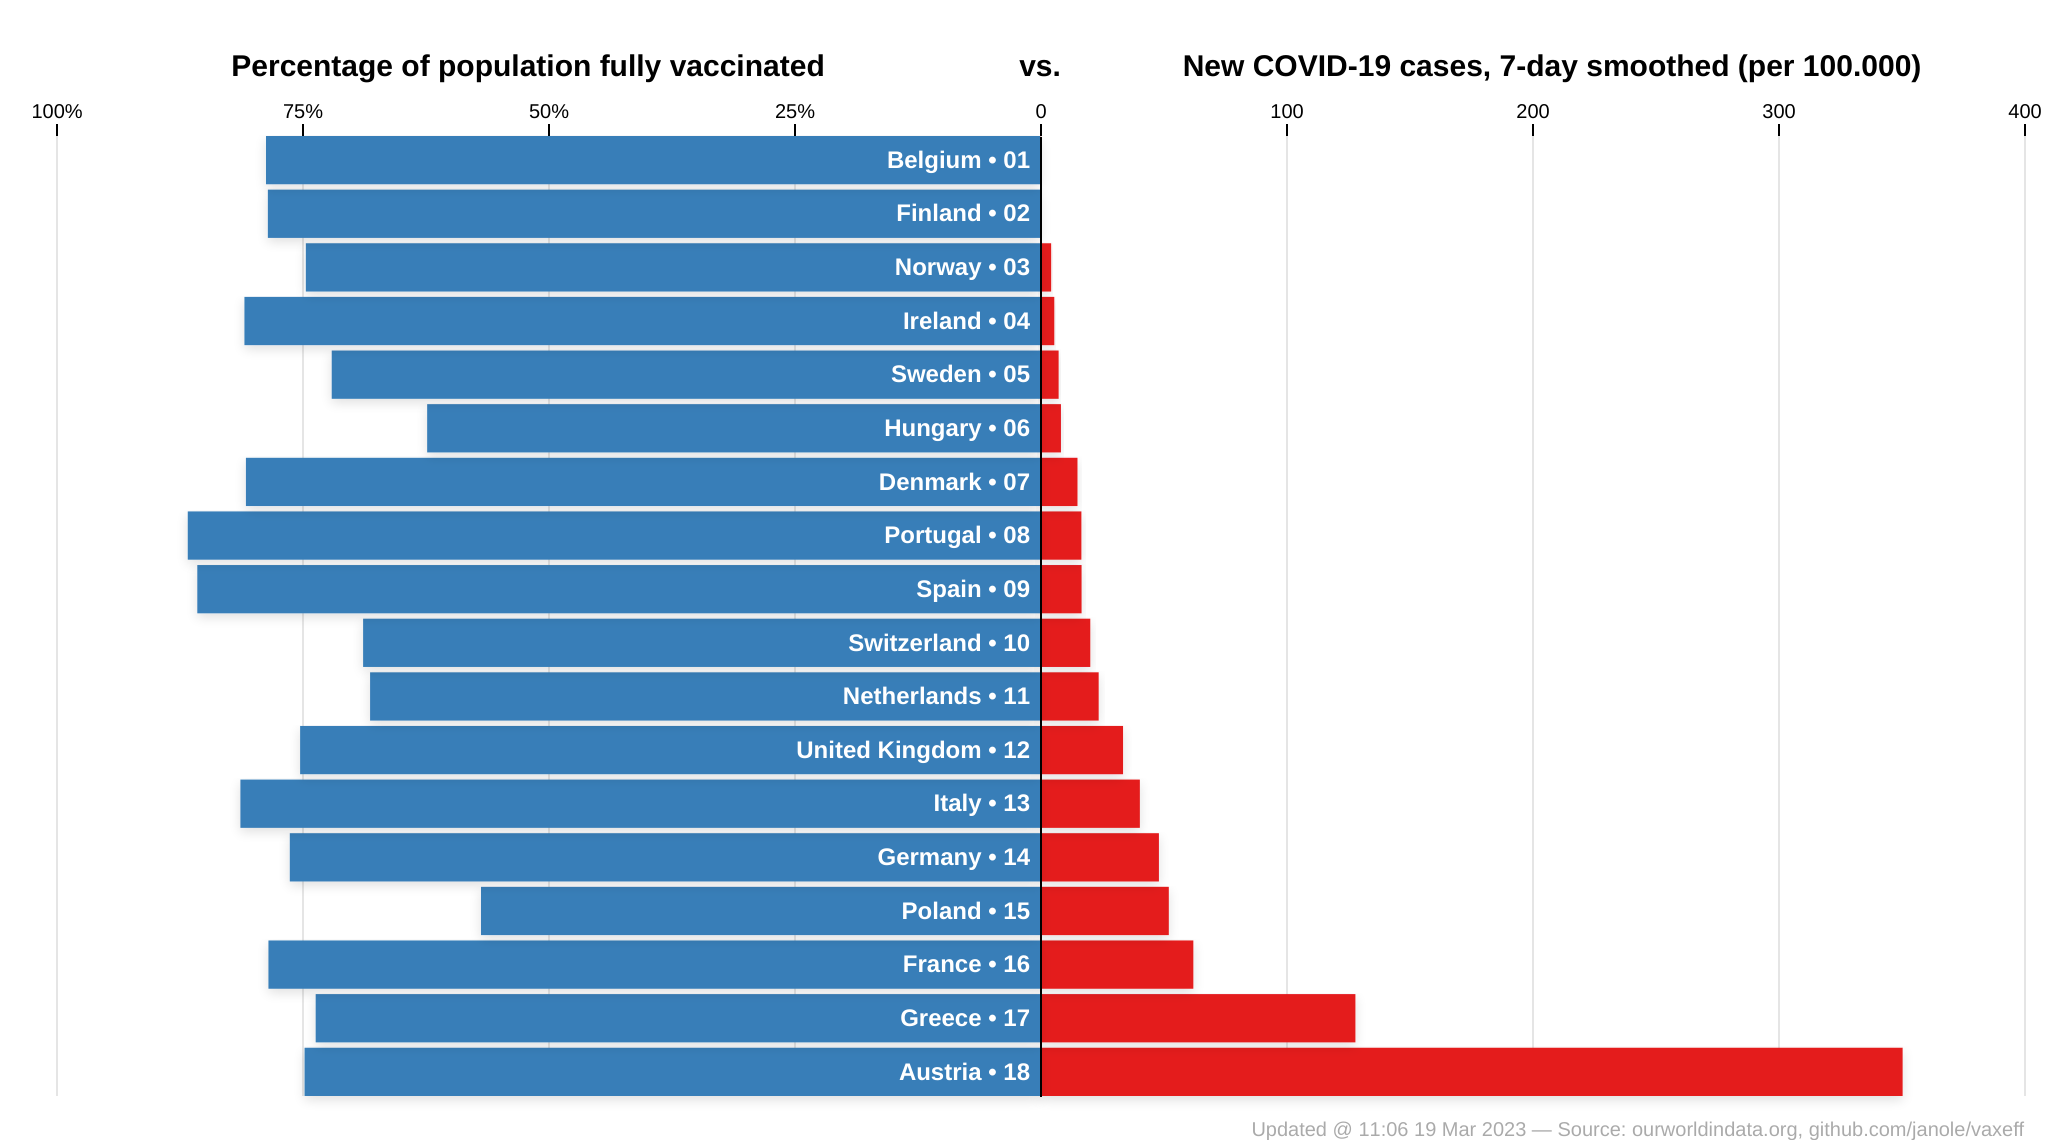 Percentage of population fully vaccinated vs. New COVID-19 cases, 7-day smoothed (per 100.000)
100% 75% 50% 25% 0 100 200 300 400
Belgium • 01
Finland • 02
Norway • 03
Ireland • 04
Sweden • 05
Hungary • 06
Denmark • 07
Portugal • 08
Spain • 09
Switzerland • 10
Netherlands • 11
United Kingdom • 12
Italy • 13
Germany • 14
Poland • 15
France • 16
Greece • 17
Austria • 18
Updated @ 11:06 19 Mar 2023 — Source: ourworldindata.org, github.com/janole/vaxeff